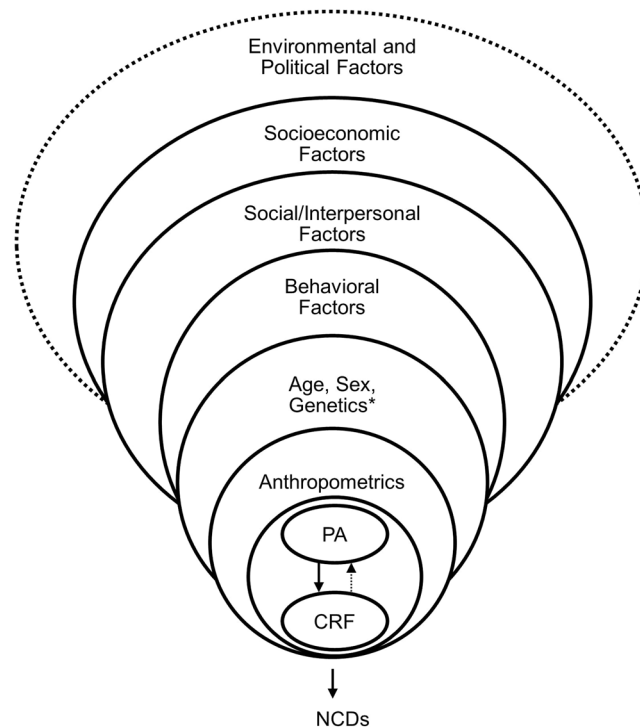 Environmental and
Political Factors
Socioeconomic
Factors
Social/Interpersonal
Factors
Behavioral
Factors
Age, Sex,
Genetics*
Anthropometrics
PA
CRF
NCDs